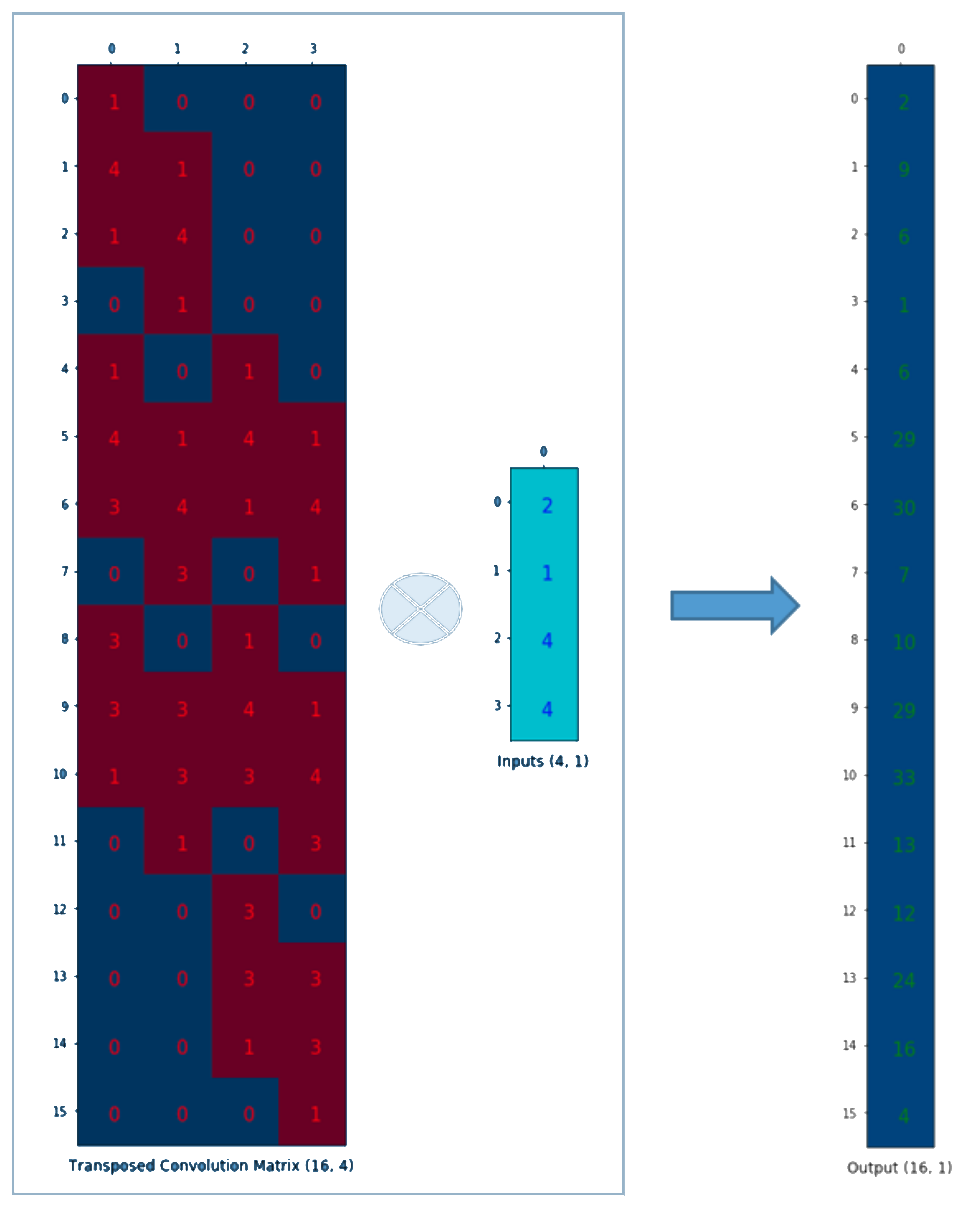 0 1 2 3
0 1 0 0 0
1 4 1 0 0
2 1 4 0 0
3 0 1 0 0
4 1 0 1 0
5 4 1 4 1
6 3 4 1 4
7 0 3 0 1
8 3 0 1 0
9 3 3 4 1
10 1 3 3 4
11 0 1 0 3
12 0 0 3 0
13 0 0 3 3
14 0 0 1 3
15 0 0 0 1
Transposed Convolution Matrix (16, 4)
0
0 2
1 1
2 4
3 4
Inputs (4, 1)
0
0 2
1 9
2 6
3 1
4 6
5 29
6 30
7 7
8 10
9 29
10 33
11 13
12 12
13 24
14 16
15 4
Output (16, 1)